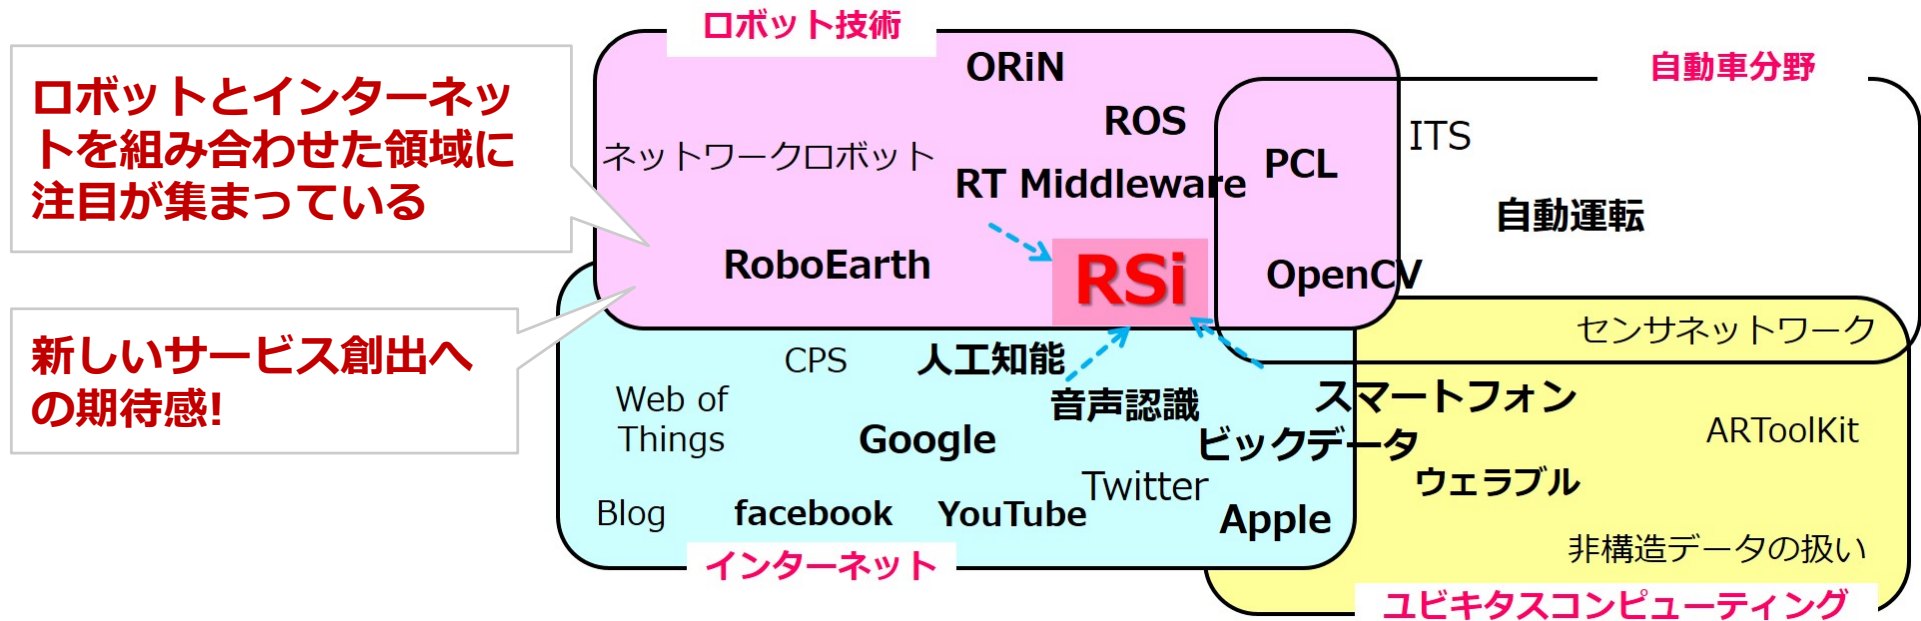 ロボット技術
自動車分野
ロボットとインターネッ
トを組み合わせた領域に
注目が集まっている
新しいサービス創出へ
の期待感!
ORiN
ROS
ネットワークロボット
RT Middleware
PCL
ITS
自動運転
RoboEarth
RSi
OpenCV
センサネットワーク
CPS
人工知能
Web of
Things
音声認識
スマートフォン
Google
ビックデータ
ARToolKit
Twitter
ウェラブル
Blog
facebook
YouTube
Apple
非構造データの扱い
インターネット
ユビキタスコンピューティング